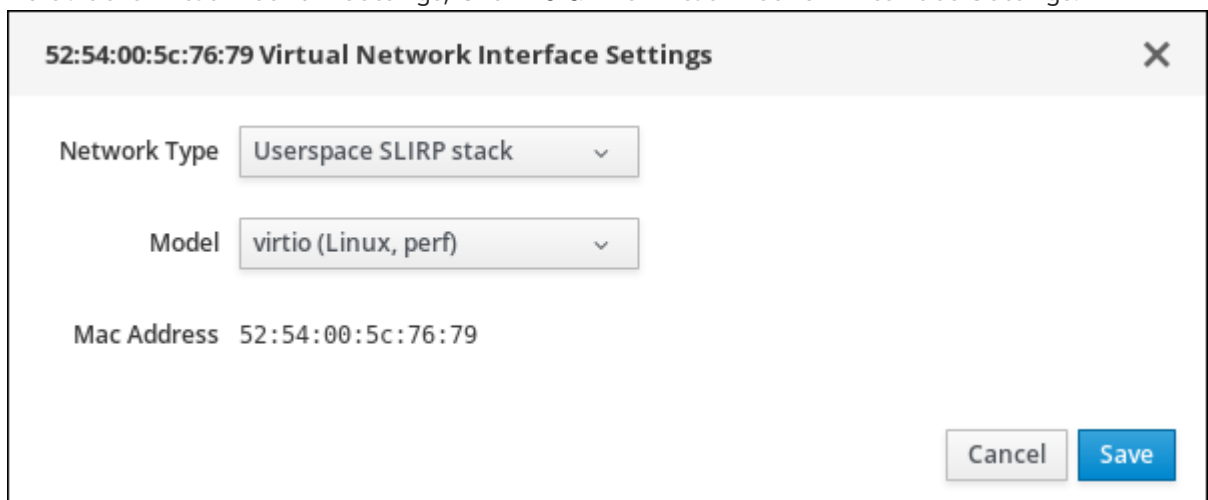 52:54:00:5c:76:79 Virtual Network Interface Settings
Network Type Userspace SLIRP stack
Model virtio (Linux, perf)
Mac Address 52:54:00:5c:76:79
Cancel Save